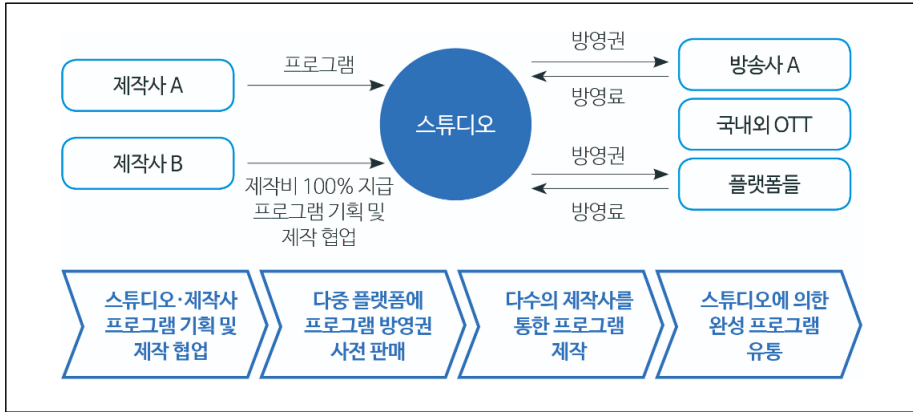 제작사 A
프로그램
제작사 B
제작비 100% 지급
프로그램 기획 및
제작 협업
스튜디오
방영권
방영료
방영권
방영료
방송사 A
국내외 OTT
플랫폼들
스튜디오·제작사
프로그램 기획 및
제작 협업
다중 플랫폼에
프로그램 방영권
사전 판매
다수의 제작사를
통한 프로그램
제작
스튜디오에 의한
완성 프로그램
유통